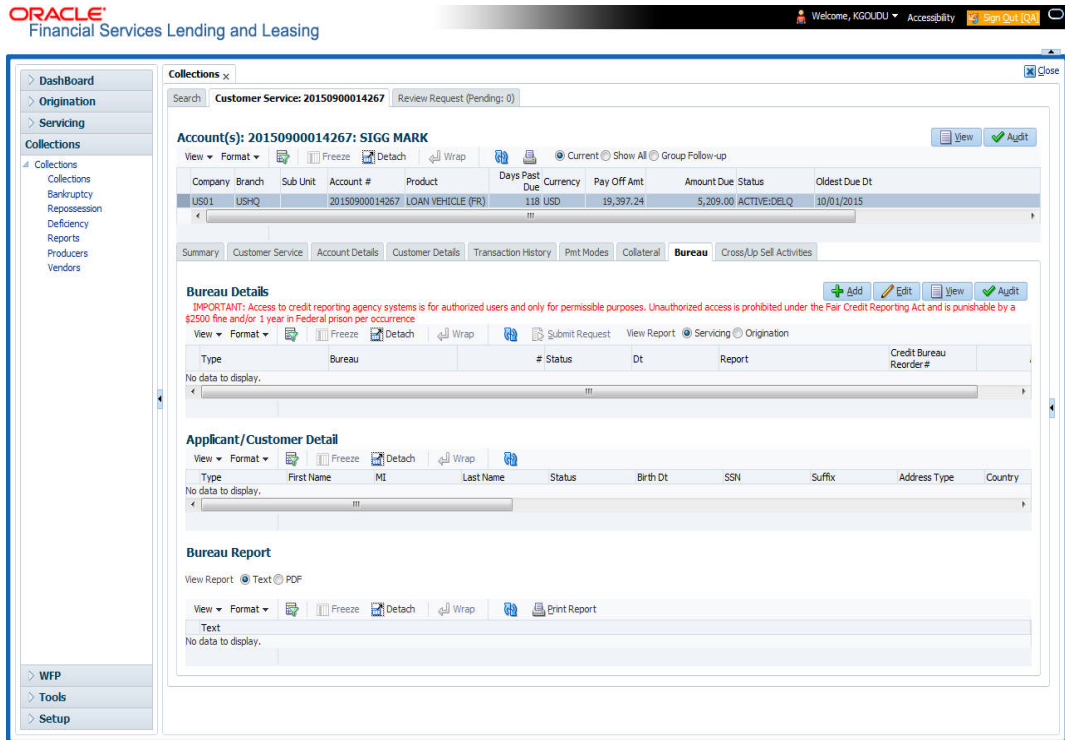 ORACLE
Financial Services Lending and Leasing
Welcome, KGOUDU Accessibility Sign Out [QA]
Close
DashBoard
Origination
Servicing
Collections
Collections
Collections
Bankruptcy
Repossession
Deficiency
Reports
Producers
Vendors
WFP
Tools
Setup
Collections x
Search Customer Service: 20150900014267 Review Request (Pending: 0)
Account(s): 20150900014267: SIGG MARK
View Audit
View Format Freeze Detach Wrap Current Show All Group Follow-up
Company Branch Sub Unit Account # Product Days Past Due Currency Pay Off Amt Amount Due Status Oldest Due Dt
US01 USHQ 20150900014267 LOAN VEHICLE (FR) 118 USD 19,397.24 5,209.00 ACTIVE:DELQ 10/01/2015
Summary Customer Service Account Details Customer Details Transaction History Pmt Modes Collateral Bureau Cross/Up Sell Activities
Bureau Details
Add Edit View Audit
IMPORTANT: Access to credit reporting agency systems is for authorized users and only for permissible purposes. Unauthorized access is prohibited under the Fair Credit Reporting Act and is punishable by a
$2500 fine and/or 1 year in Federal prison per occurrence
View Format Freeze Detach Wrap Submit Request View Report Servicing Origination
Type Bureau # Status Dt Report Credit Bureau Reorder#
No data to display.
Applicant/Customer Detail
View Format Freeze Detach Wrap
Type First Name MI Last Name Status Birth Dt SSN Suffix Address Type Country
No data to display.
Bureau Report
View Report Text PDF
View Format Freeze Detach Wrap Print Report
Text
No data to display.